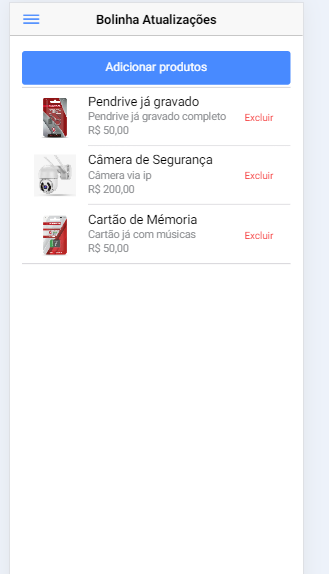 Bolinha Atualizações
Adicionar produtos
Pendrive já gravado
Pendrive já gravado completo
R$ 50,00
Excluir
Câmera de Segurança
Câmera via ip
R$ 200,00
Excluir
Cartão de Mémoria
Cartão já com músicas
R$ 50,00
Excluir